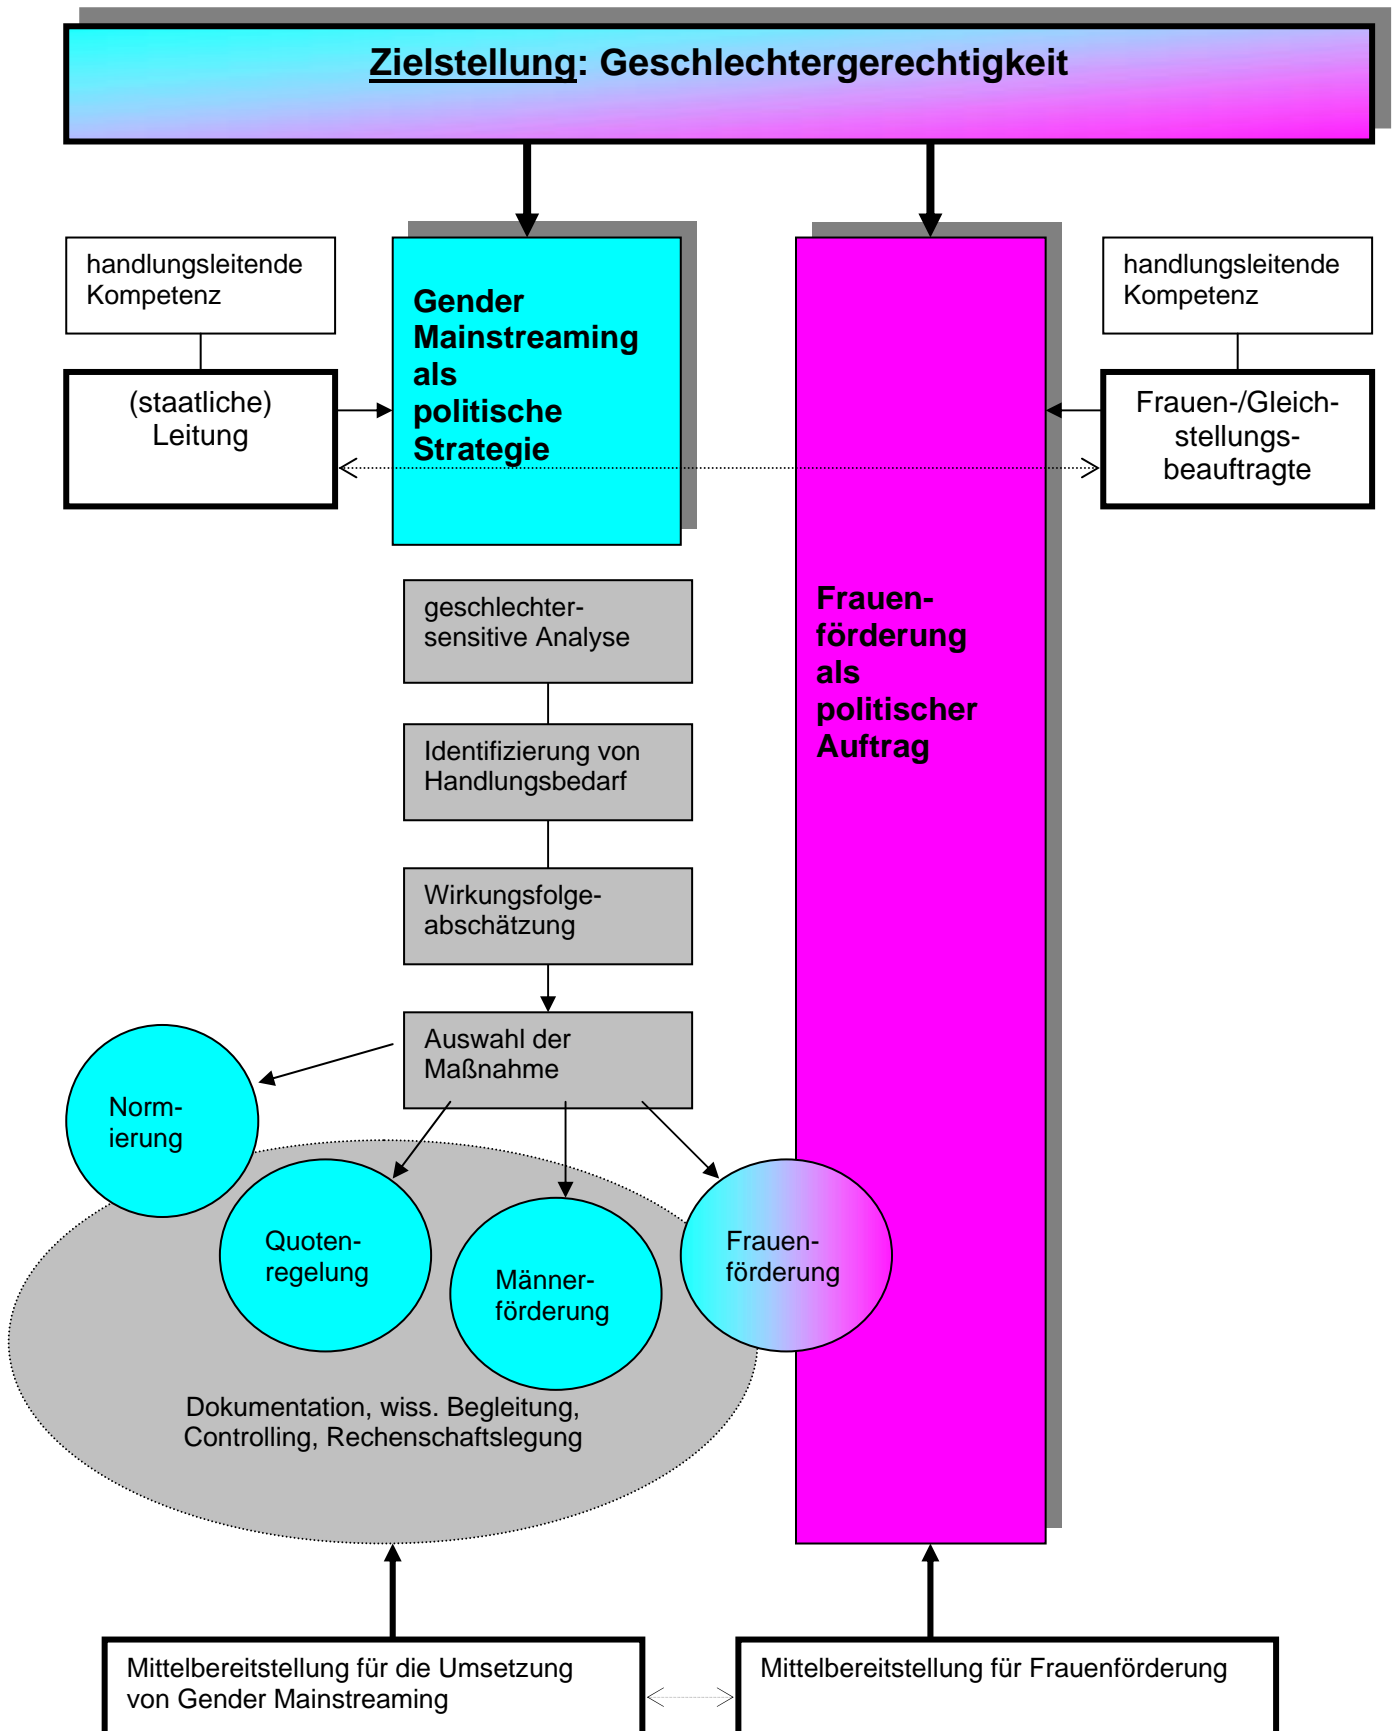 Zielstellung: Geschlechtergerechtigkeit
handlungsleitende
Kompetenz
(staatliche)
Leitung
Gender
Mainstreaming
als
politische
Strategie
handlungsleitende
Kompetenz
Frauen-/Gleich-
stellungs-
beauftragte
Frauen-
förderung
als
politischer
Auftrag
geschlechter-
sensitive Analyse
Identifizierung von
Handlungsbedarf
Wirkungsfolge-
abschätzung
Auswahl der
Maßnahme
Norm-
ierung
Quoten-
regelung
Männer-
förderung
Frauen-
förderung
Dokumentation, wiss. Begleitung,
Controlling, Rechenschaftslegung
Mittelbereitstellung für die Umsetzung
von Gender Mainstreaming
Mittelbereitstellung für Frauenförderung